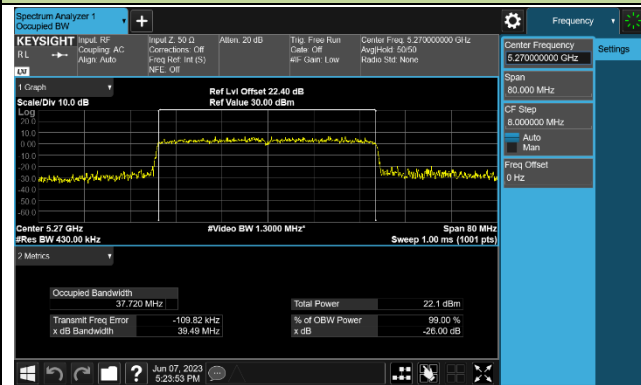 Spectrum Analyzer 1
Occupied BW
+
Frequency
KEYSIGHT
RL
LXI
Input: RF
Coupling: AC
Align: Auto
Input Z: 50 Ω
Corrections: Off
Freq Ref: Int (S)
NFE: Off
Atten: 20 dB
Trig: Free Run
Gate: Off
#IF Gain: Low
Center Freq: 5.270000000 GHz
Avg|Hold: 50/50
Radio Std: None
Center Frequency
5.270000000 GHz
Settings
Span
80.000 MHz
CF Step
8.000000 MHz
Auto
Man
Freq Offset
0 Hz
1 Graph
Scale/Div 10.0 dB
Ref Lvl Offset 22.40 dB
Ref Value 30.00 dBm
Log
20.0
10.0
0.00
-10.0
-20.0
-30.0
-40.0
-50.0
-60.0
Center 5.27 GHz
#Res BW 430.00 kHz
#Video BW 1.3000 MHz*
Span 80 MHz
Sweep 1.00 ms (1001 pts)
2 Metrics
Occupied Bandwidth
37.720 MHz
Total Power 22.1 dBm
Transmit Freq Error -109.82 kHz
% of OBW Power 99.00 %
x dB Bandwidth 39.49 MHz
x dB -26.00 dB
?
Jun 07, 2023
5:23:53 PM